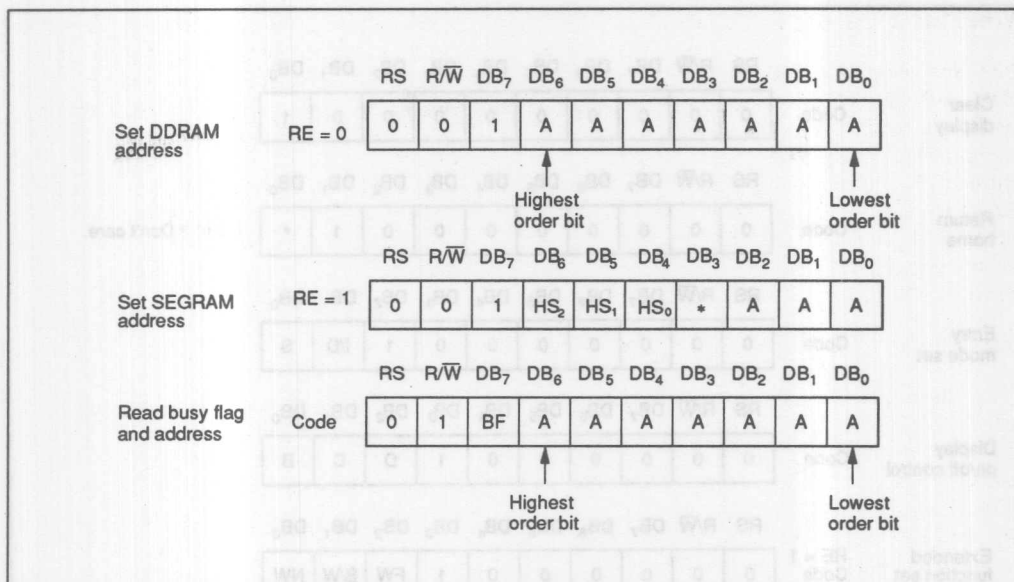 RS R/W̅ DB₇ DB₆ DB₅ DB₄ DB₃ DB₂ DB₁ DB₀
Set DDRAM address RE = 0 0 0 1 A A A A A A A
Highest order bit Lowest order bit
RS R/W̅ DB₇ DB₆ DB₅ DB₄ DB₃ DB₂ DB₁ DB₀
Set SEGRAM address RE = 1 0 0 1 HS₂ HS₁ HS₀ * A A A
RS R/W̅ DB₇ DB₆ DB₅ DB₄ DB₃ DB₂ DB₁ DB₀
Read busy flag and address Code 0 1 BF A A A A A A A
Highest order bit Lowest order bit